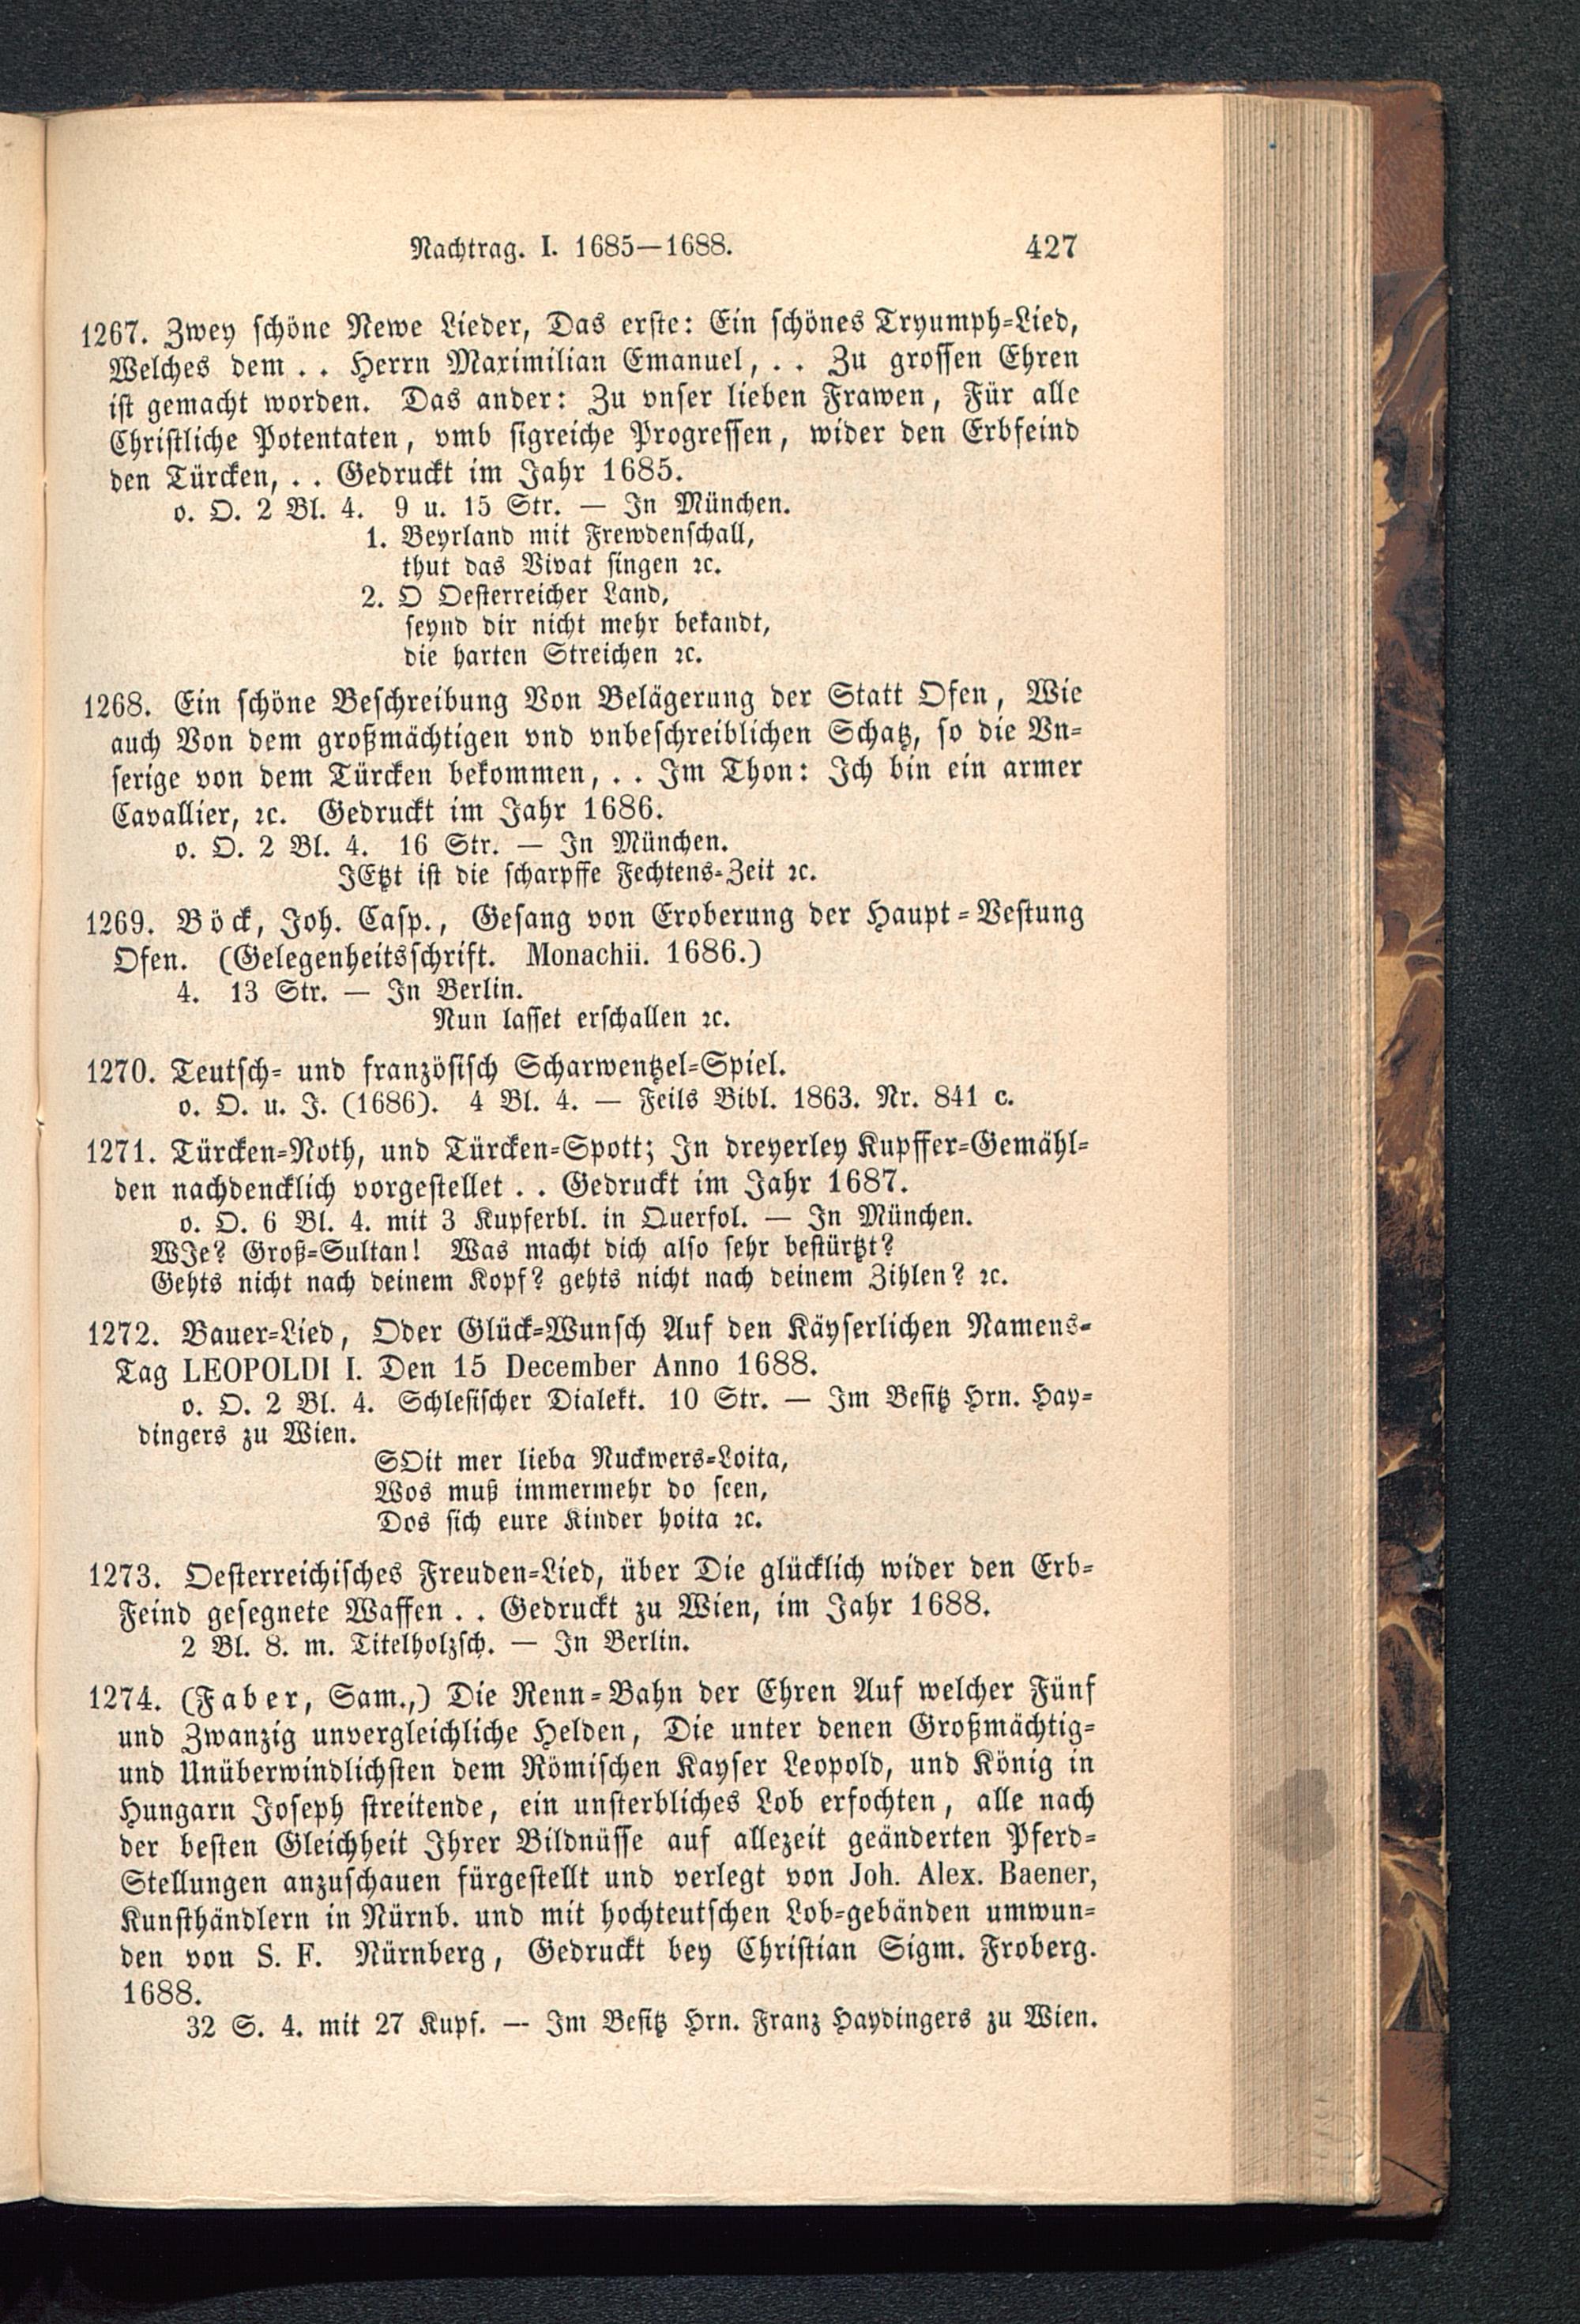 Nachtrag. I. 1685—1688. 427
1267. Zwey schöne Newe Lieder, Das erste: Ein schönes Tryumph-Lied,
Welches dem . . Herrn Maximilian Emanuel, . . Zu grossen Ehren
ist gemacht worden. Das ander: Zu vnser lieben Frawen, Für alle
Christliche Potentaten, vmb sigreiche Progressen, wider den Erbfeind
den Türcken, . . Gedruckt im Jahr 1685.
o. O. 2 Bl. 4. 9 u. 15 Str. — In München.
1. Beyrland mit Frewdenschall,
thut das Vivat singen ꝛc.
2. O Oesterreicher Land,
seynd dir nicht mehr bekandt,
die harten Streichen ꝛc.
1268. Ein schöne Beschreibung Von Belägerung der Statt Ofen, Wie
auch Von dem großmächtigen vnd vnbeschreiblichen Schatz, so die Vn-
serige von dem Türcken bekommen, . . Im Thon: Ich bin ein armer
Cavallier, ꝛc. Gedruckt im Jahr 1686.
o. O. 2 Bl. 4. 16 Str. — In München.
JEtzt ist die scharpffe Fechtens-Zeit ꝛc.
1269. Böck, Joh. Casp., Gesang von Eroberung der Haupt-Vestung
Ofen. (Gelegenheitsschrift. Monachii. 1686.)
4. 13 Str. — In Berlin.
Nun lasset erschallen ꝛc.
1270. Teutsch- und französisch Scharwentzel-Spiel.
o. O. u. J. (1686). 4 Bl. 4. — Feils Bibl. 1863. Nr. 841 c.
1271. Türcken-Noth, und Türcken-Spott; In dreyerley Kupffer-Gemähl-
den nachdencklich vorgestellet . . Gedruckt im Jahr 1687.
o. O. 6 Bl. 4. mit 3 Kupferbl. in Querfol. — In München.
WJe? Groß-Sultan! Was macht dich also sehr bestürtzt?
Gehts nicht nach deinem Kopf? gehts nicht nach deinem Zihlen? ꝛc.
1272. Bauer-Lied, Oder Glück-Wunsch Auf den Käyserlichen Namens-
Tag LEOPOLDI I. Den 15 December Anno 1688.
o. O. 2 Bl. 4. Schlesischer Dialekt. 10 Str. — Im Besitz Hrn. Hay-
dingers zu Wien.
SOit mer lieba Nuckwers-Loita,
Wos muß immermehr do seen,
Dos sich eure Kinder hoita ꝛc.
1273. Oesterreichisches Freuden-Lied, über Die glücklich wider den Erb-
Feind gesegnete Waffen . . Gedruckt zu Wien, im Jahr 1688.
2 Bl. 8. m. Titelholzsch. — In Berlin.
1274. (Faber, Sam.,) Die Renn-Bahn der Ehren Auf welcher Fünf
und Zwanzig unvergleichliche Helden, Die unter denen Großmächtig-
und Unüberwindlichsten dem Römischen Kayser Leopold, und König in
Hungarn Joseph streitende, ein unsterbliches Lob erfochten, alle nach
der besten Gleichheit Ihrer Bildnüsse auf allezeit geänderten Pferd-
Stellungen anzuschauen fürgestellt und verlegt von Joh. Alex. Baener,
Kunsthändlern in Nürnb. und mit hochteutschen Lob-gebänden umwun-
den von S. F. Nürnberg, Gedruckt bey Christian Sigm. Froberg.
1688.
32 S. 4. mit 27 Kupf. — Im Besitz Hrn. Franz Haydingers zu Wien.